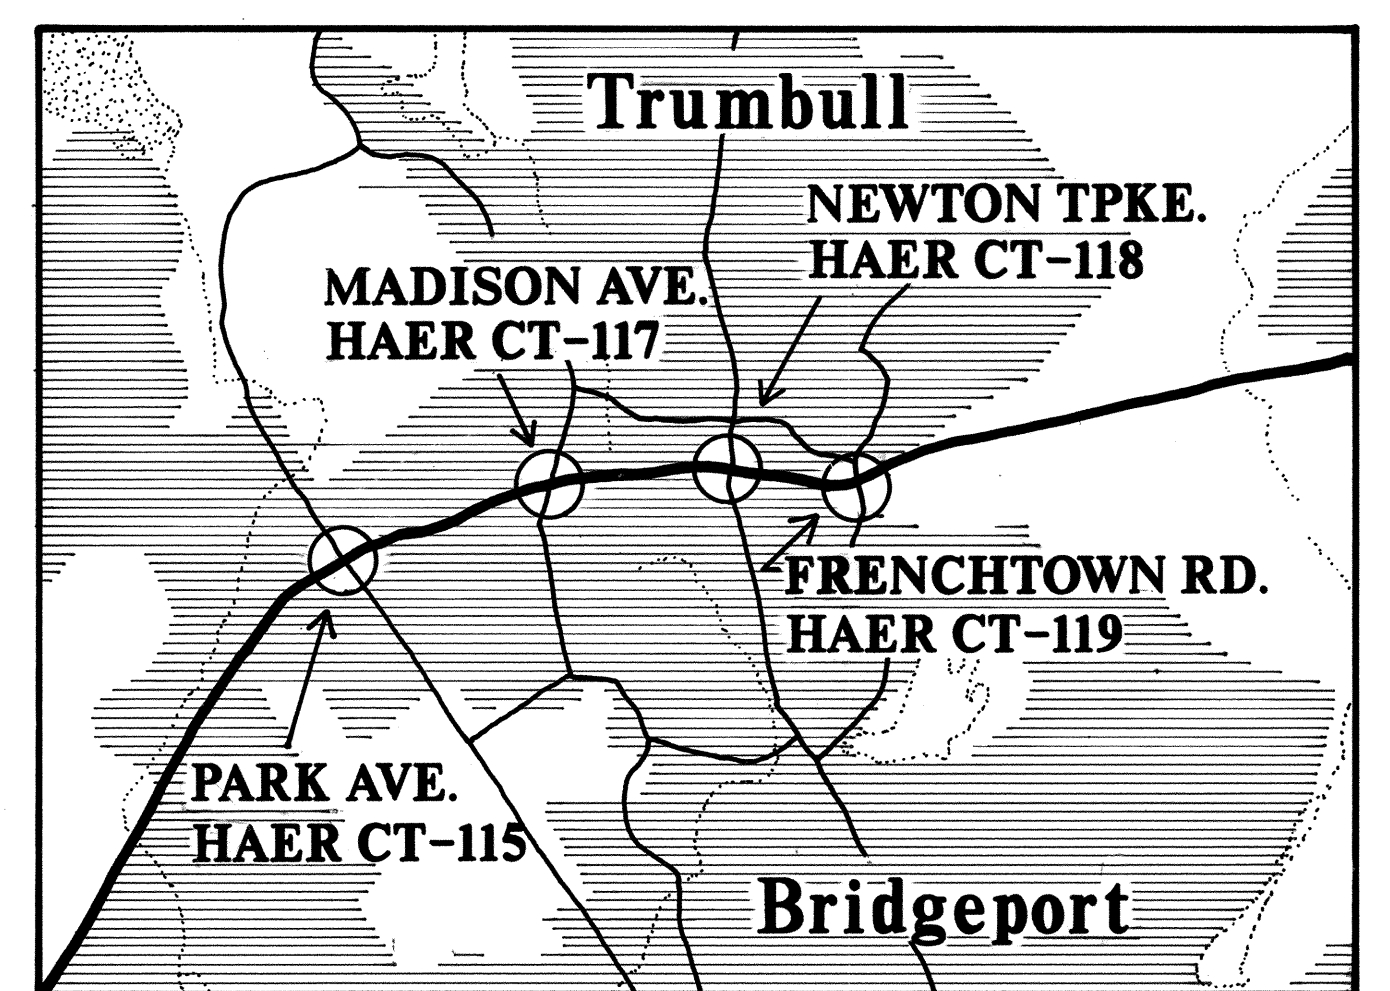 Trumbull
NEWTON TPKE.
HAER CT-118
MADISON AVE.
HAER CT-117
FRENCHTOWN RD.
HAER CT-119
PARK AVE.
HAER CT-115
Bridgeport